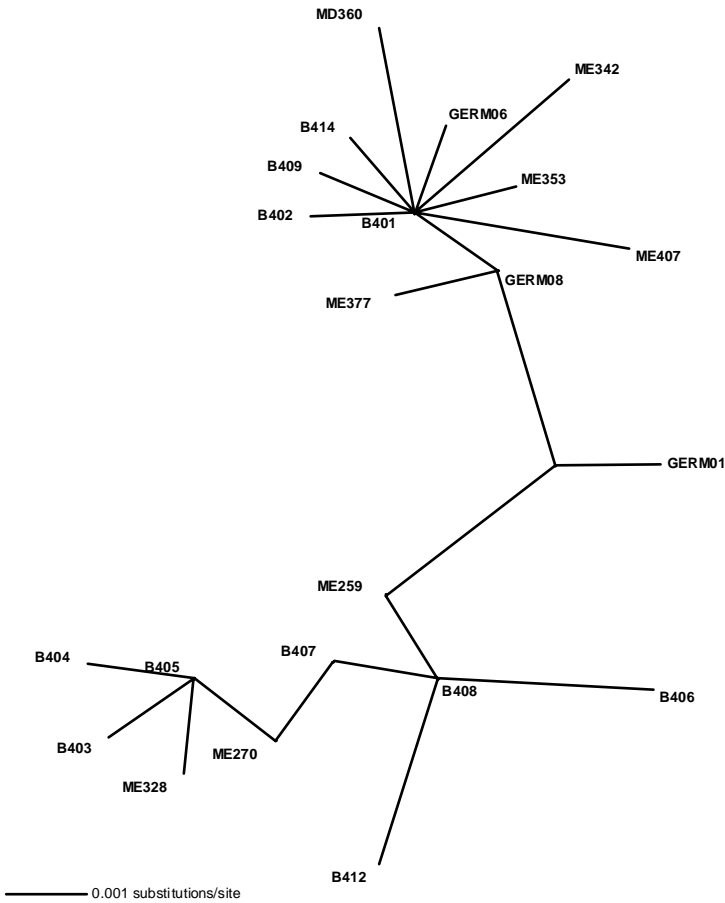 MD360
ME342
GERM06
B414
B409
ME353
B402
B401
ME407
GERM08
ME377
GERM01
ME259
B407
B404
B405
B408
B406
B403
ME270
ME328
B412
0.001 substitutions/site